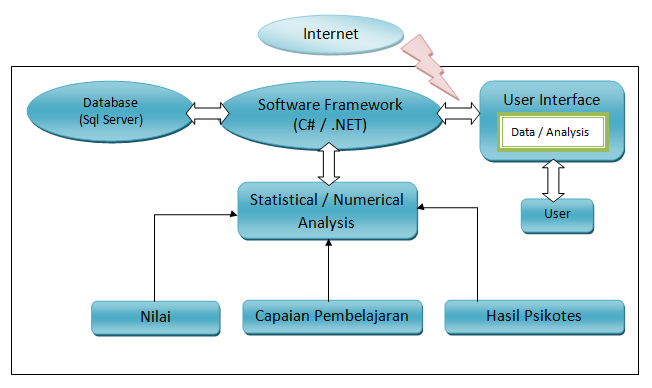 Internet
Database
(Sql Server)
Software Framework
(C# / .NET)
User Interface
Data / Analysis
Statistical / Numerical
Analysis
User
Nilai
Capaian Pembelajaran
Hasil Psikotes